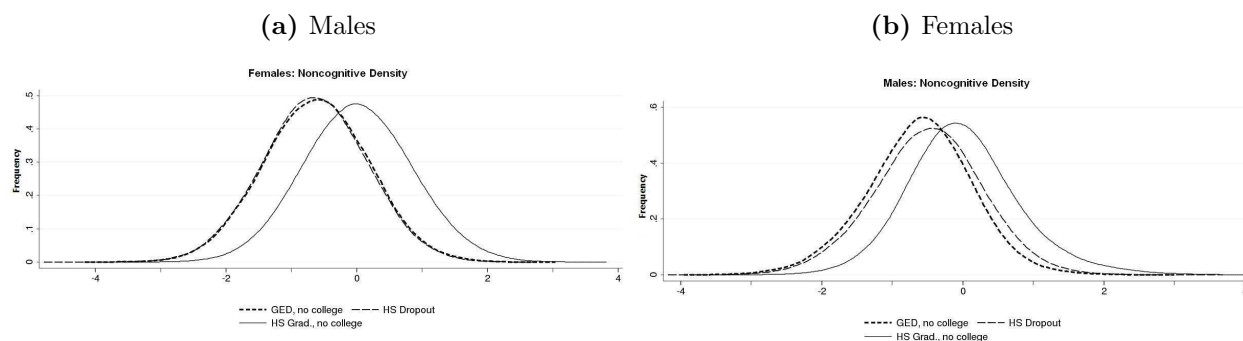 (a) Males
(b) Females
Females: Noncognitive Density
Frequency
.5
.4
.3
.2
.1
0
-4
-2
0
2
4
GED, no college
HS Dropout
HS Grad., no college
Males: Noncognitive Density
Frequency
.6
.4
.2
0
-4
-2
0
2
GED, no college
HS Dropout
HS Grad., no college